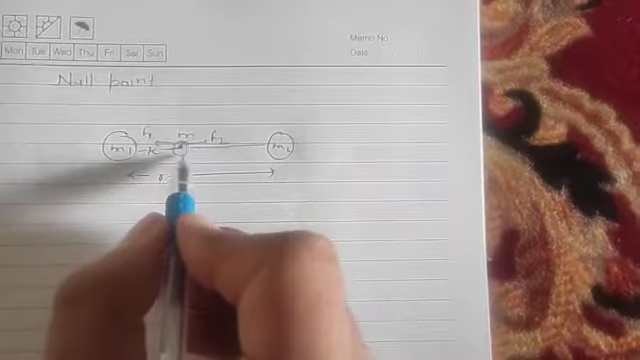 Memo No
Mon Tue Wed Thu Fri Sat Sun
Date
Null point
F1 m F2
m1 x m2
r